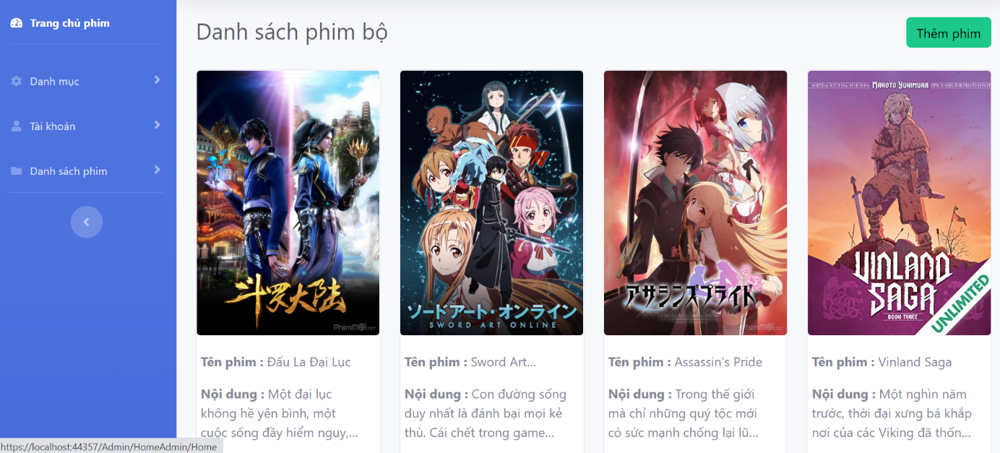 Trang chủ phim
Danh mục
Tài khoản
Danh sách phim
Danh sách phim bộ
Thêm phim
斗罗大陆
PhimMoi.net
ソードアート・オンライン
SWORD ART ONLINE
アサシンズプライド
MAKOTO YUKIMURA
VINLAND
SAGA
BOOK THREE
UNLIMITED
Tên phim : Đấu La Đại Lục
Nội dung : Một đại lục
không hề yên bình, một
cuộc sống đầy hiểm nguy,...
Tên phim : Sword Art...
Nội dung : Con đường sống
duy nhất là đánh bại mọi kẻ
thù. Cái chết trong game...
Tên phim : Assassin's Pride
Nội dung : Trong thế giới
mà chỉ những quý tộc mới
có sức mạnh chống lại lũ...
Tên phim : Vinland Saga
Nội dung : Một nghìn năm
trước, thời đại xưng bá khắp
nơi của các Viking đã thốn...
https://localhost:44357/Admin/HomeAdmin/Home